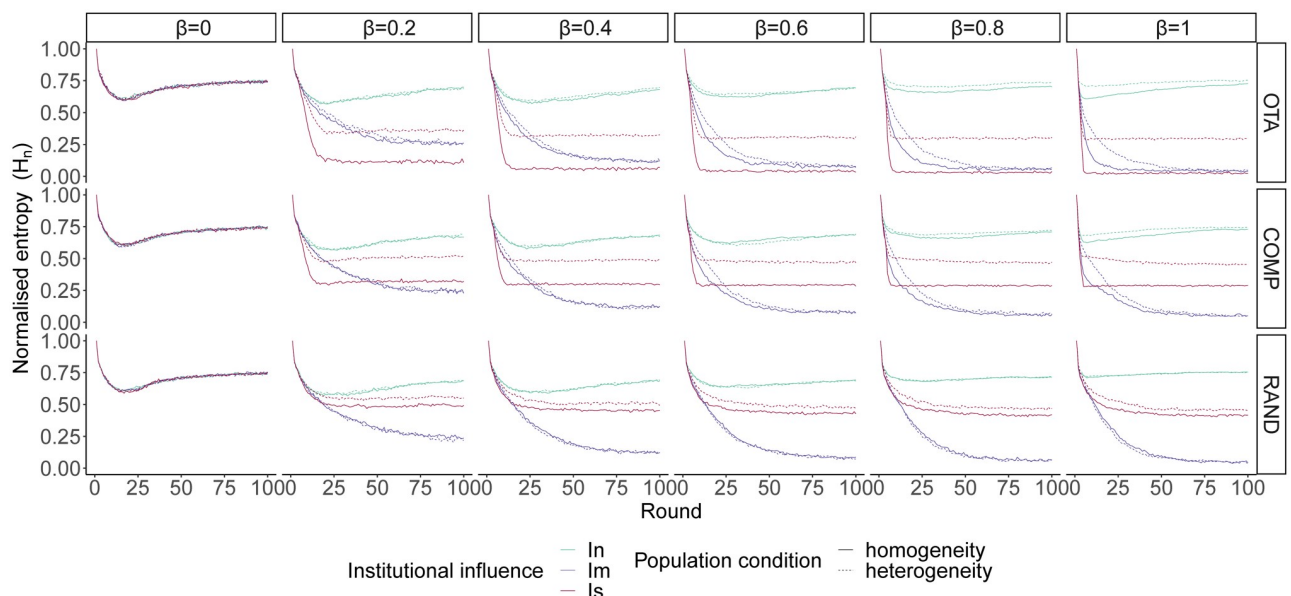 β=0 β=0.2 β=0.4 β=0.6 β=0.8 β=1
1.00
0.75
0.50
0.25
0.00
OTA
Normalised entropy (Hn)
1.00
0.75
0.50
0.25
0.00
COMP
1.00
0.75
0.50
0.25
0.00
RAND
0 25 50 75 100 0 25 50 75 100 0 25 50 75 100 0 25 50 75 100 0 25 50 75 100 0 25 50 75 100
Round
Institutional influence
In
Im
Is
Population condition
homogeneity
heterogeneity